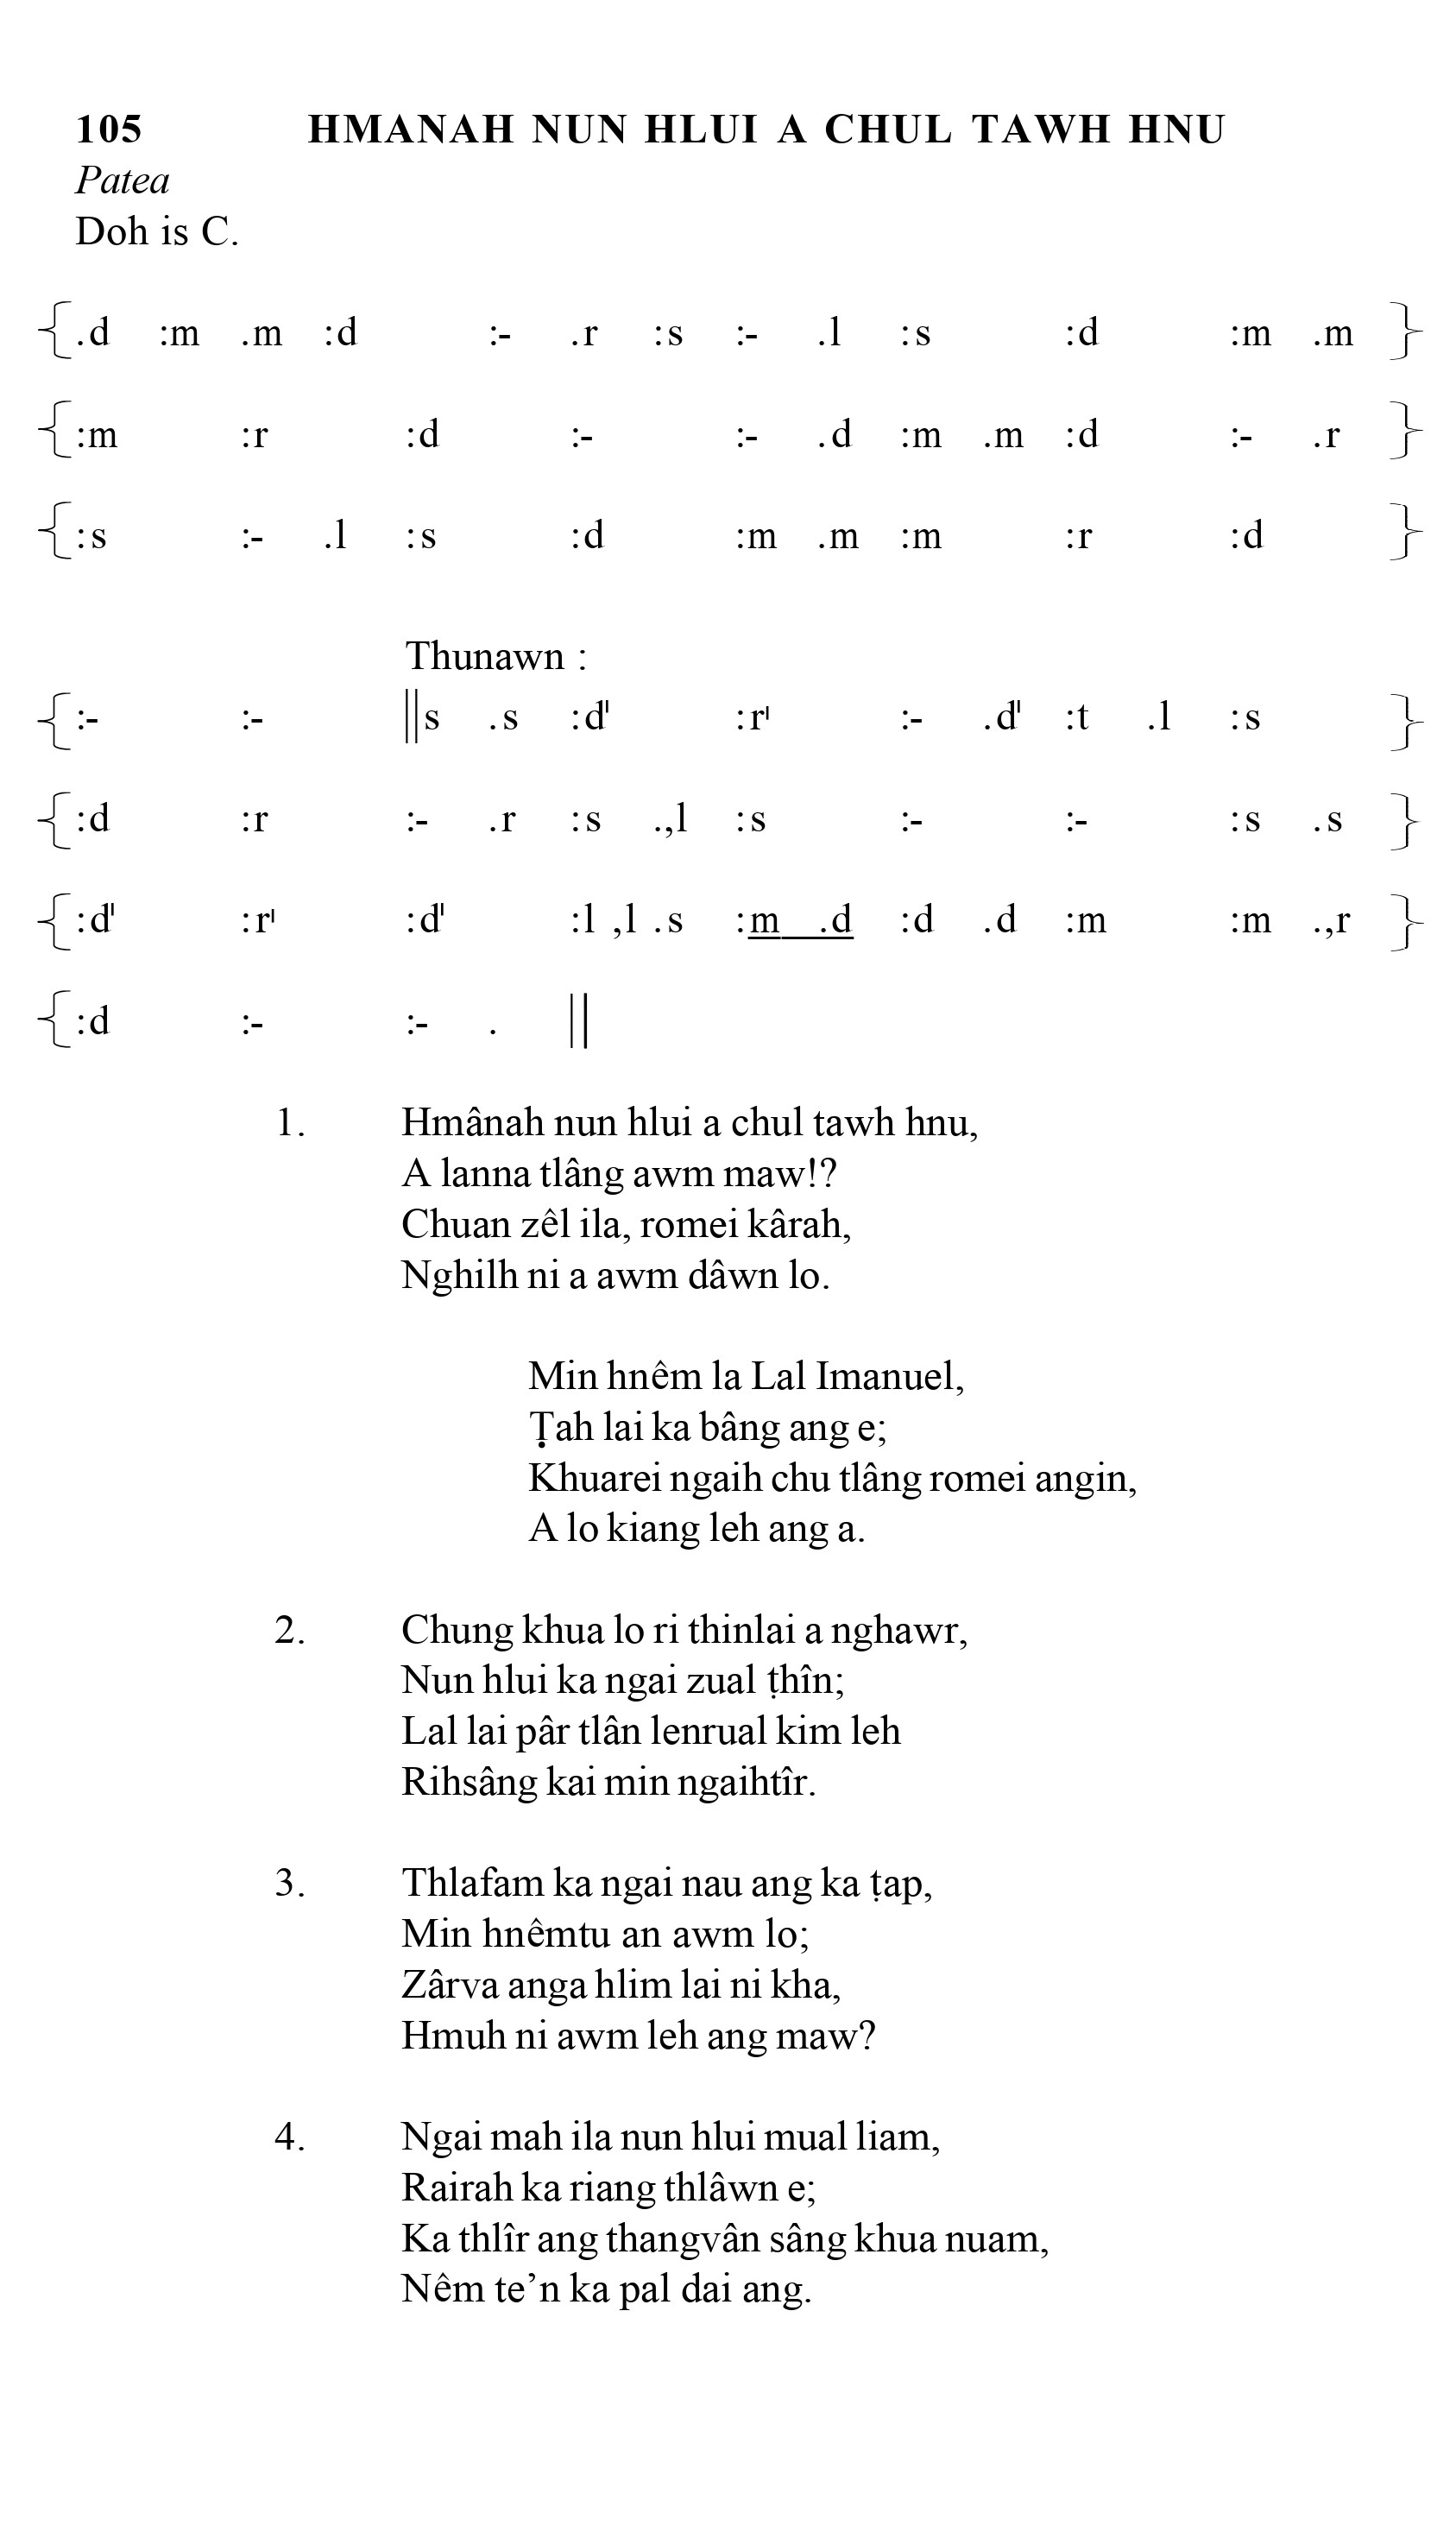 105 HMANAH NUN HLUI A CHUL TAWH HNU
Patea
Doh is C.
{.d :m .m :d :- .r :s :- .l :s :d :m .m }
{:m :r :d :- :- .d :m .m :d :- .r }
{:s :- .l :s :d :m .m :m :r :d }
Thunawn :
{:- :- ||s .s :d' :r' :- .d' :t .l :s }
{:d :r :- .r :s .,l :s :- :- :s .s }
{:d' :r' :d' :l ,l .s :m .d :d .d :m :m .,r }
{:d :- :- . ||
1. Hmânah nun hlui a chul tawh hnu,
A lanna tlâng awm maw!?
Chuan zêl ila, romei kârah,
Nghilh ni a awm dâwn lo.
Min hnêm la Lal Imanuel,
Ṭah lai ka bâng ang e;
Khuarei ngaih chu tlâng romei angin,
A lo kiang leh ang a.
2. Chung khua lo ri thinlai a nghawr,
Nun hlui ka ngai zual ṭhîn;
Lal lai pâr tlân lenrual kim leh
Rihsâng kai min ngaihtîr.
3. Thlafam ka ngai nau ang ka ṭap,
Min hnêmtu an awm lo;
Zârva anga hlim lai ni kha,
Hmuh ni awm leh ang maw?
4. Ngai mah ila nun hlui mual liam,
Rairah ka riang thlâwn e;
Ka thlîr ang thangvân sâng khua nuam,
Nêm te’n ka pal dai ang.